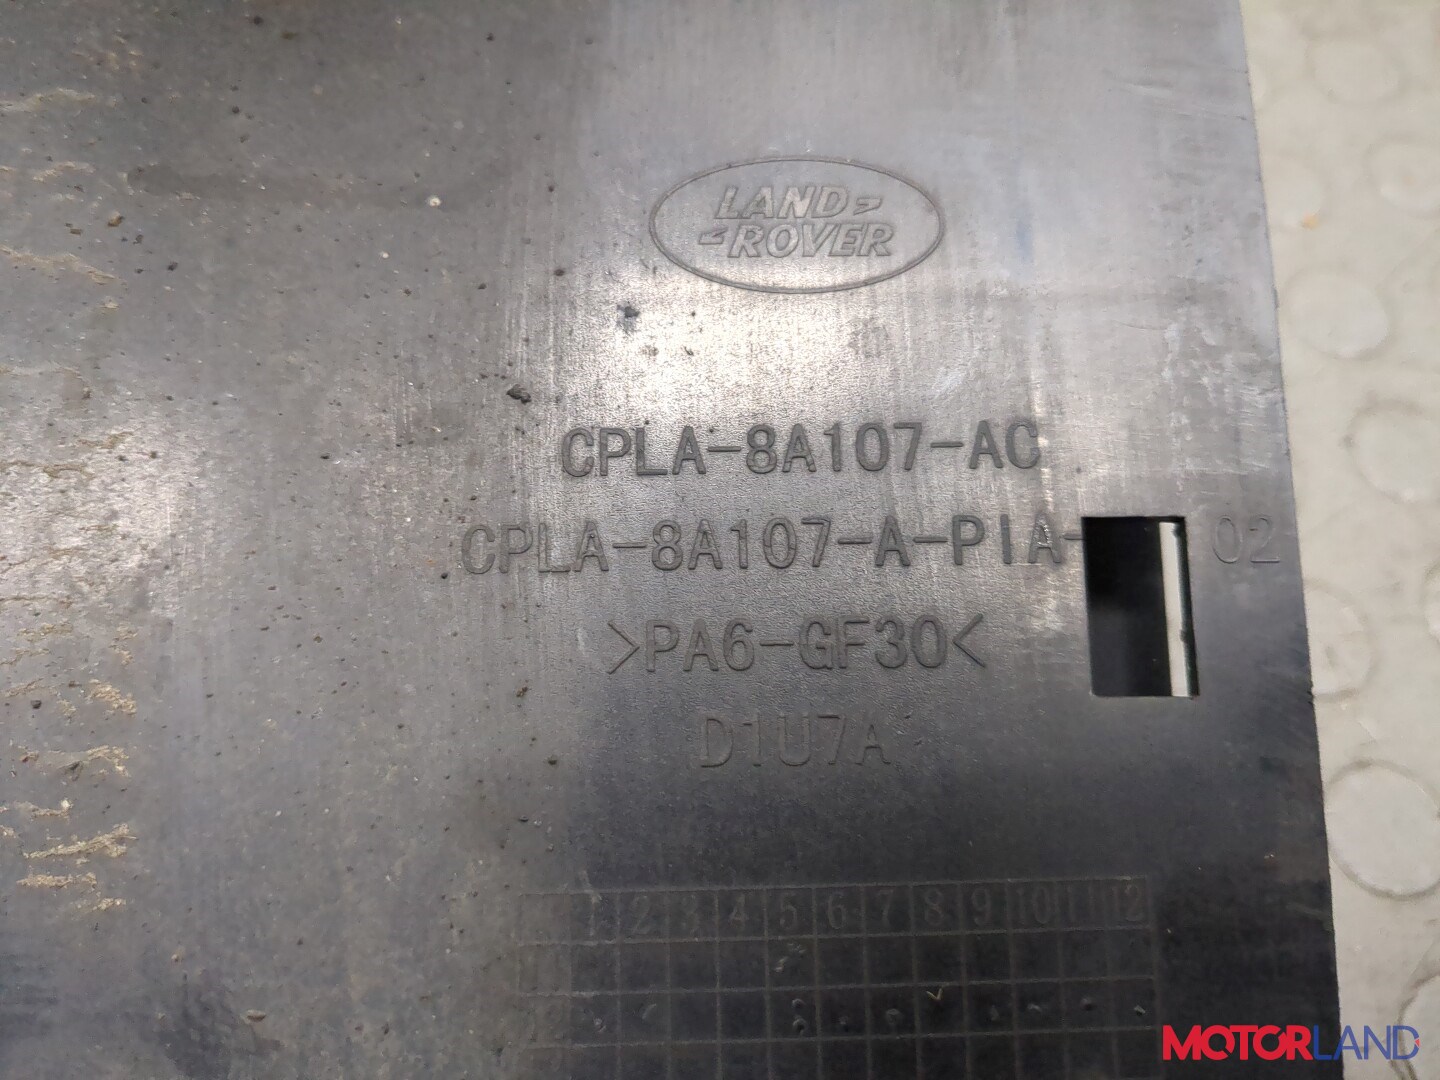 LAND
ROVER
CPLA-8A107-AC
CPLA-8A107-A-PIA- 02
>PA6-GF30<
D1U7A
1 2 3 4 5 6 7 8 9 10 11 12
MOTORLAND